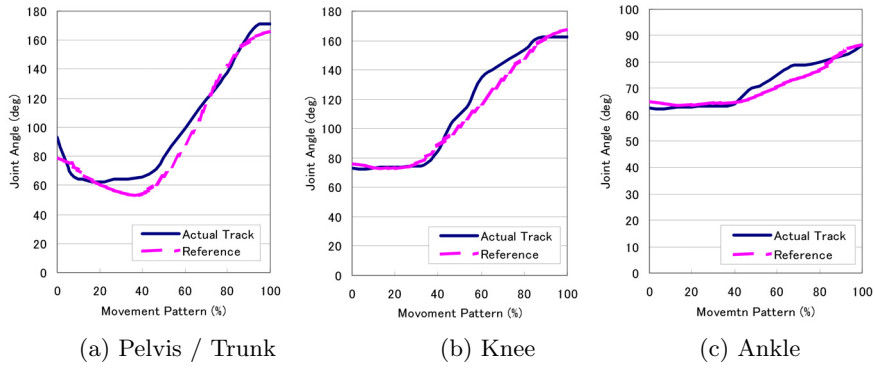 180
160
140
120
100
80
60
40
20
0
Joint Angle (deg)
Actual Track
Reference
0 20 40 60 80 100
Movement Pattern (%)
(a) Pelvis / Trunk
180
160
140
120
100
80
60
40
20
0
Joint Angle (deg)
Actual Track
Reference
0 20 40 60 80 100
Movoment Pattern (%)
(b) Knee
100
90
80
70
60
50
40
30
20
10
0
Joint Angle (deg)
Actual Track
Reference
0 20 40 60 80 100
Movemtn Pattern (%)
(c) Ankle